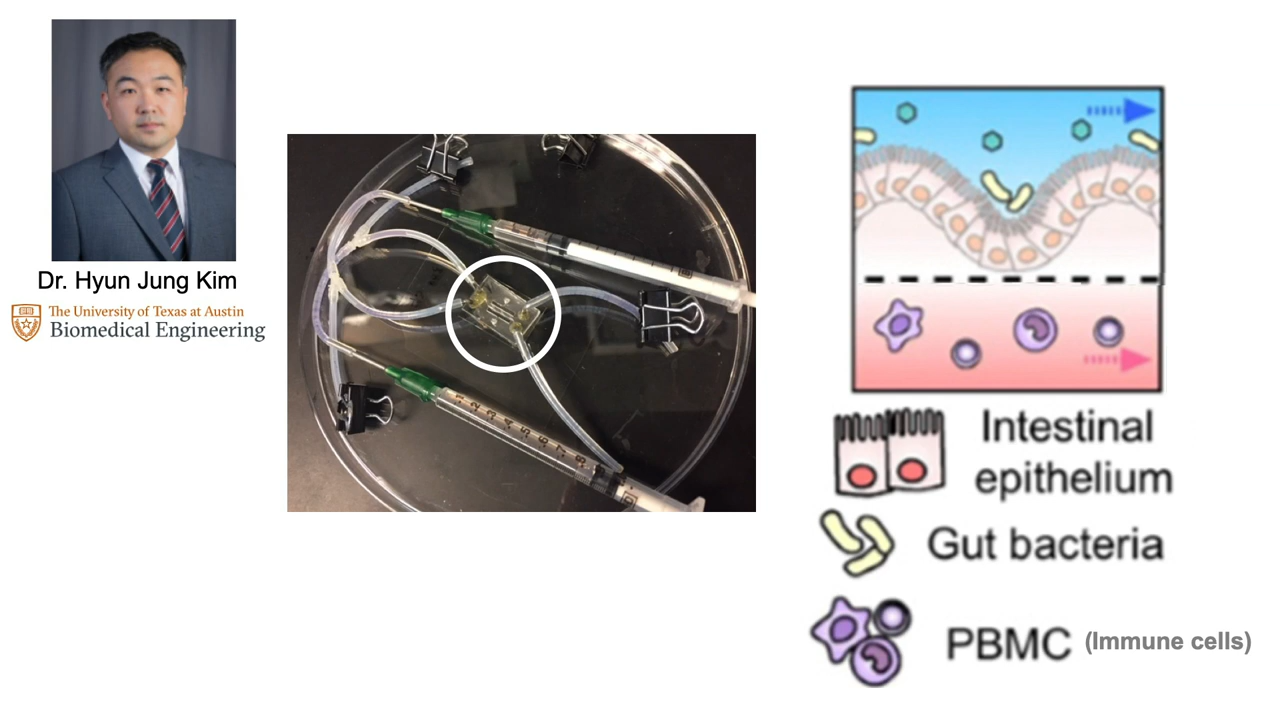 Dr. Hyun Jung Kim
The University of Texas at Austin
Biomedical Engineering
Intestinal
epithelium
Gut bacteria
PBMC (Immune cells)